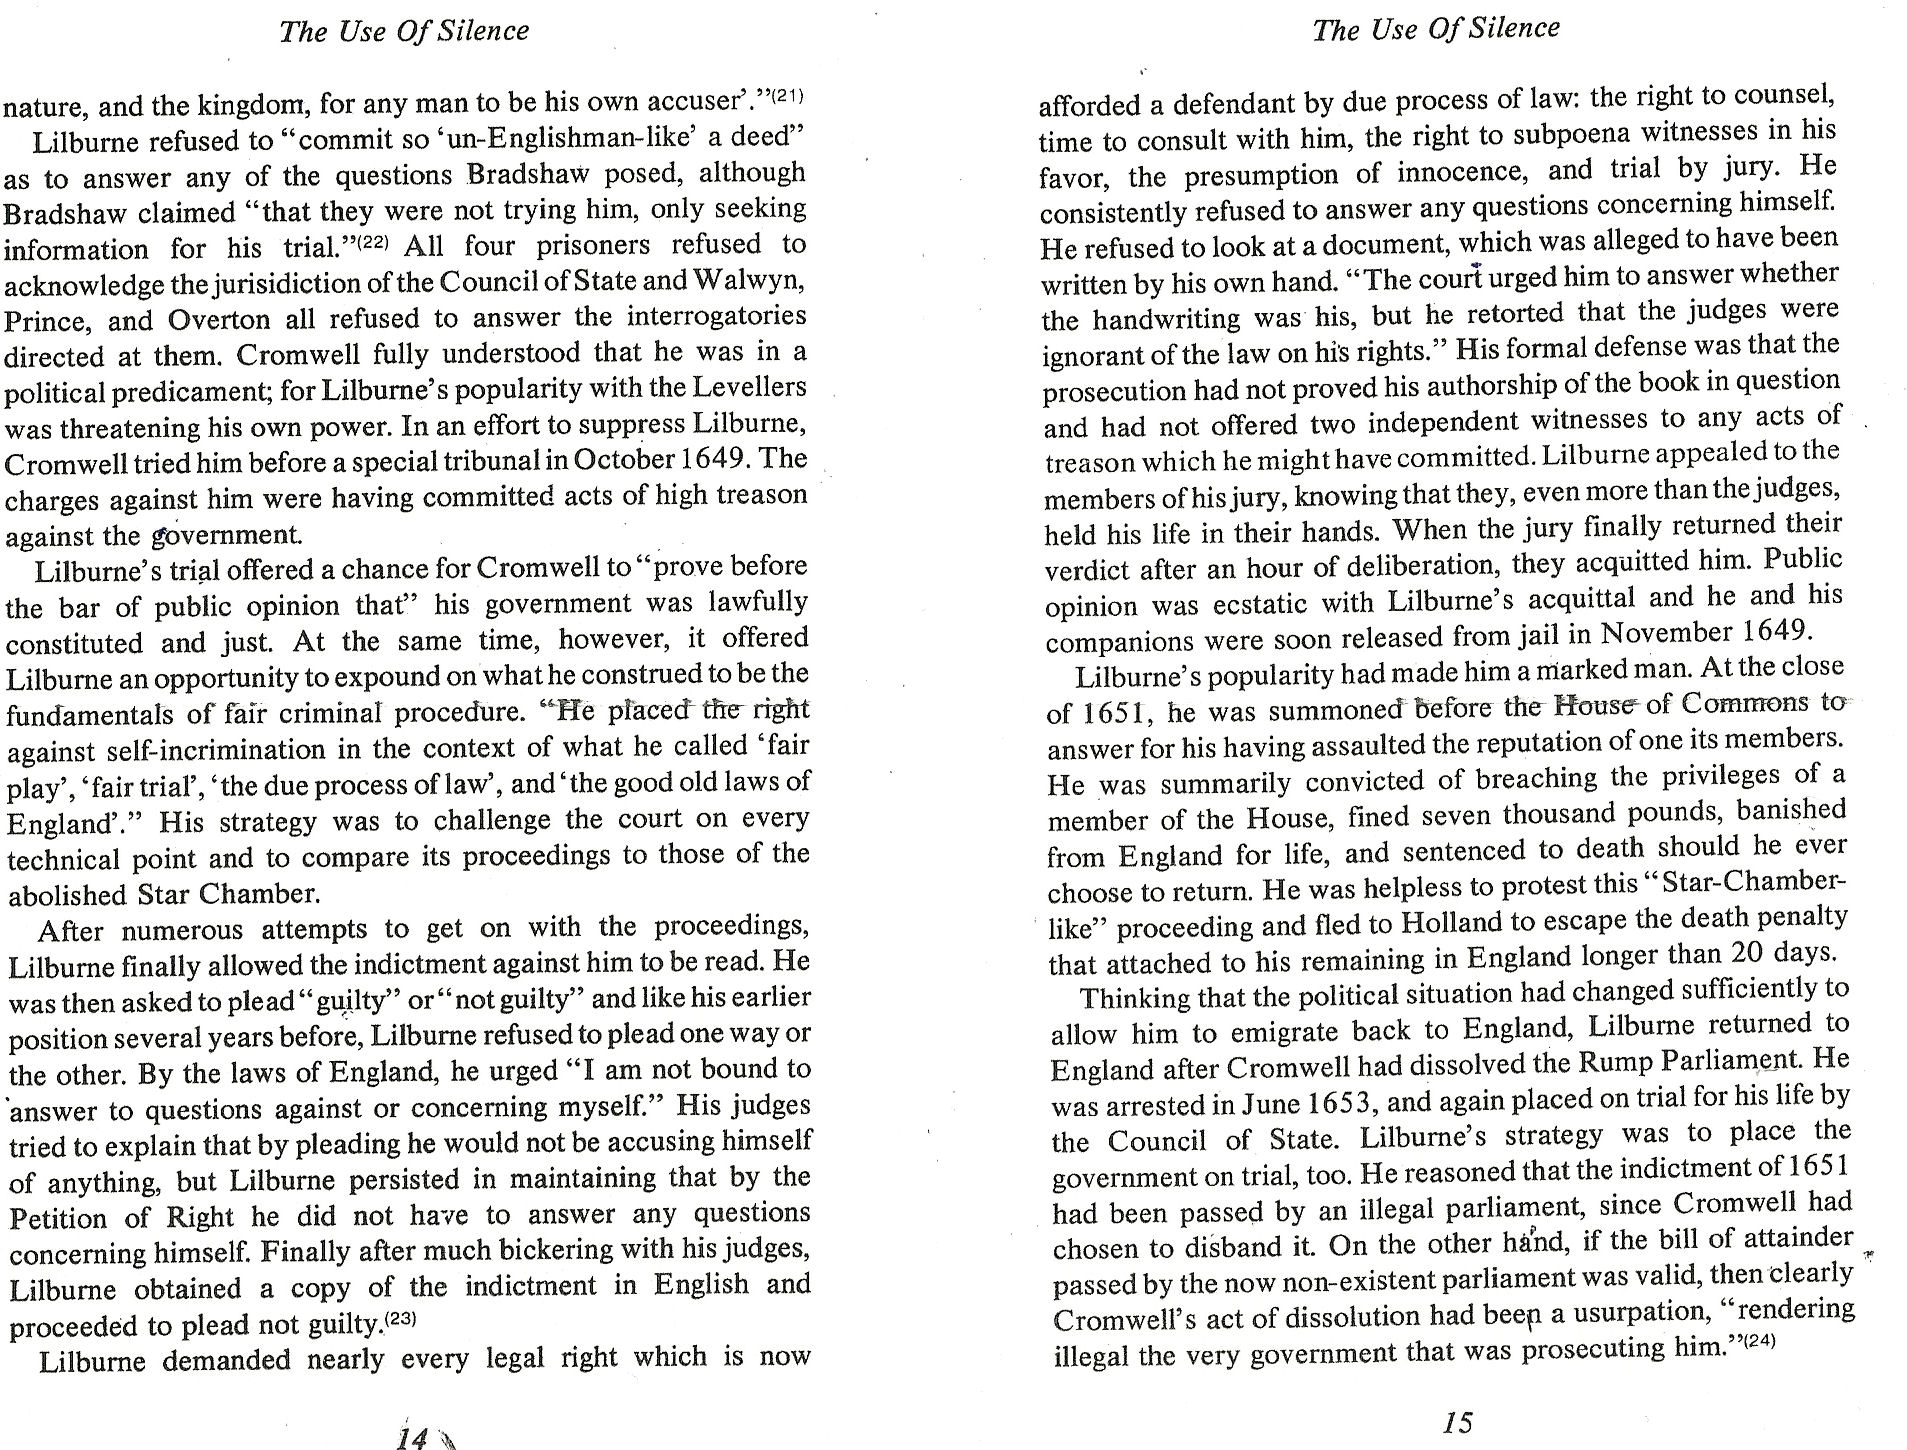 The Use Of Silence
nature, and the kingdom, for any man to be his own accuser’.”(21)
Lilburne refused to “commit so ‘un-Englishman-like’ a deed”
as to answer any of the questions Bradshaw posed, although
Bradshaw claimed “that they were not trying him, only seeking
information for his trial.”(22) All four prisoners refused to
acknowledge the jurisidiction of the Council of State and Walwyn,
Prince, and Overton all refused to answer the interrogatories
directed at them. Cromwell fully understood that he was in a
political predicament; for Lilburne’s popularity with the Levellers
was threatening his own power. In an effort to suppress Lilburne,
Cromwell tried him before a special tribunal in October 1649. The
charges against him were having committed acts of high treason
against the government.
Lilburne’s trial offered a chance for Cromwell to “prove before
the bar of public opinion that” his government was lawfully
constituted and just. At the same time, however, it offered
Lilburne an opportunity to expound on what he construed to be the
fundamentals of fair criminal procedure. “He placed the right
against self-incrimination in the context of what he called ‘fair
play’, ‘fair trial’, ‘the due process of law’, and ‘the good old laws of
England’.” His strategy was to challenge the court on every
technical point and to compare its proceedings to those of the
abolished Star Chamber.
After numerous attempts to get on with the proceedings,
Lilburne finally allowed the indictment against him to be read. He
was then asked to plead “guilty” or “not guilty” and like his earlier
position several years before, Lilburne refused to plead one way or
the other. By the laws of England, he urged “I am not bound to
answer to questions against or concerning myself.” His judges
tried to explain that by pleading he would not be accusing himself
of anything, but Lilburne persisted in maintaining that by the
Petition of Right he did not have to answer any questions
concerning himself. Finally after much bickering with his judges,
Lilburne obtained a copy of the indictment in English and
proceeded to plead not guilty.(23)
Lilburne demanded nearly every legal right which is now
14
The Use Of Silence
afforded a defendant by due process of law: the right to counsel,
time to consult with him, the right to subpoena witnesses in his
favor, the presumption of innocence, and trial by jury. He
consistently refused to answer any questions concerning himself.
He refused to look at a document, which was alleged to have been
written by his own hand. “The court urged him to answer whether
the handwriting was his, but he retorted that the judges were
ignorant of the law on his rights.” His formal defense was that the
prosecution had not proved his authorship of the book in question
and had not offered two independent witnesses to any acts of
treason which he might have committed. Lilburne appealed to the
members of his jury, knowing that they, even more than the judges,
held his life in their hands. When the jury finally returned their
verdict after an hour of deliberation, they acquitted him. Public
opinion was ecstatic with Lilburne’s acquittal and he and his
companions were soon released from jail in November 1649.
Lilburne’s popularity had made him a marked man. At the close
of 1651, he was summoned before the House of Commons to
answer for his having assaulted the reputation of one its members.
He was summarily convicted of breaching the privileges of a
member of the House, fined seven thousand pounds, banished
from England for life, and sentenced to death should he ever
choose to return. He was helpless to protest this “Star-Chamber-
like” proceeding and fled to Holland to escape the death penalty
that attached to his remaining in England longer than 20 days.
Thinking that the political situation had changed sufficiently to
allow him to emigrate back to England, Lilburne returned to
England after Cromwell had dissolved the Rump Parliament. He
was arrested in June 1653, and again placed on trial for his life by
the Council of State. Lilburne’s strategy was to place the
government on trial, too. He reasoned that the indictment of 1651
had been passed by an illegal parliament, since Cromwell had
chosen to disband it. On the other hand, if the bill of attainder
passed by the now non-existent parliament was valid, then clearly
Cromwell’s act of dissolution had been a usurpation, “rendering
illegal the very government that was prosecuting him.”(24)
15